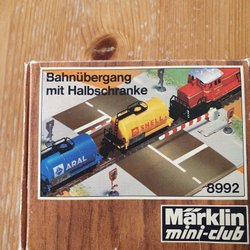 Bahnübergang
mit Halbschranke
SHELL
ARAL
8992
Märklin
mini-club